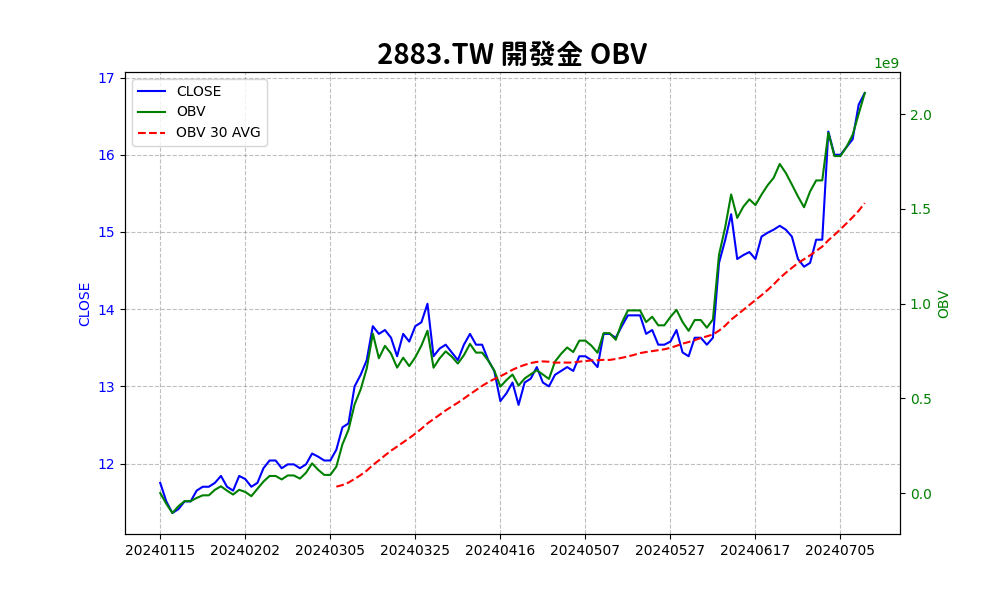 2883.TW 開發金 OBV
1e9
CLOSE
OBV
OBV 30 AVG
17
16
15
14
13
12
CLOSE
2.0
1.5
1.0
0.5
0.0
OBV
20240115 20240202 20240305 20240325 20240416 20240507 20240527 20240617 20240705